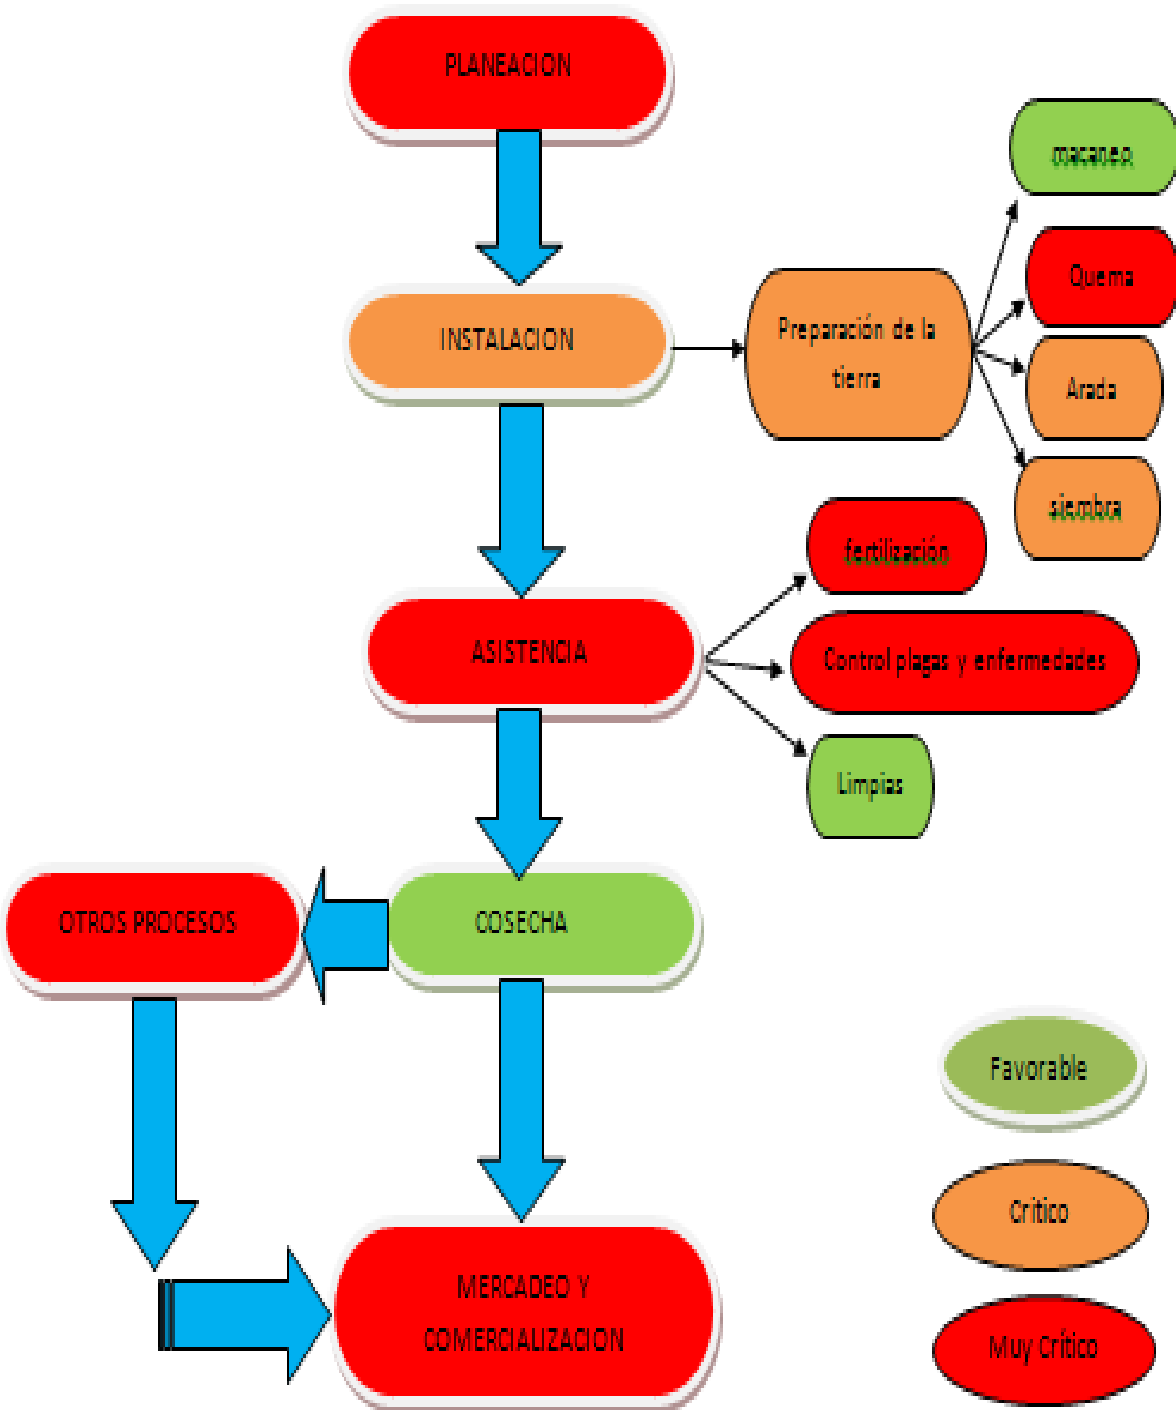 PLANEACION
macaneo
Quema
INSTALACION
Preparación de la
tierra
Arada
siembra
fertilización
ASISTENCIA
Control plagas y enfermedades
Limpias
OTROS PROCESOS
COSECHA
Favorable
Crítico
MERCADEO Y
COMERCIALIZACION
Muy Crítico